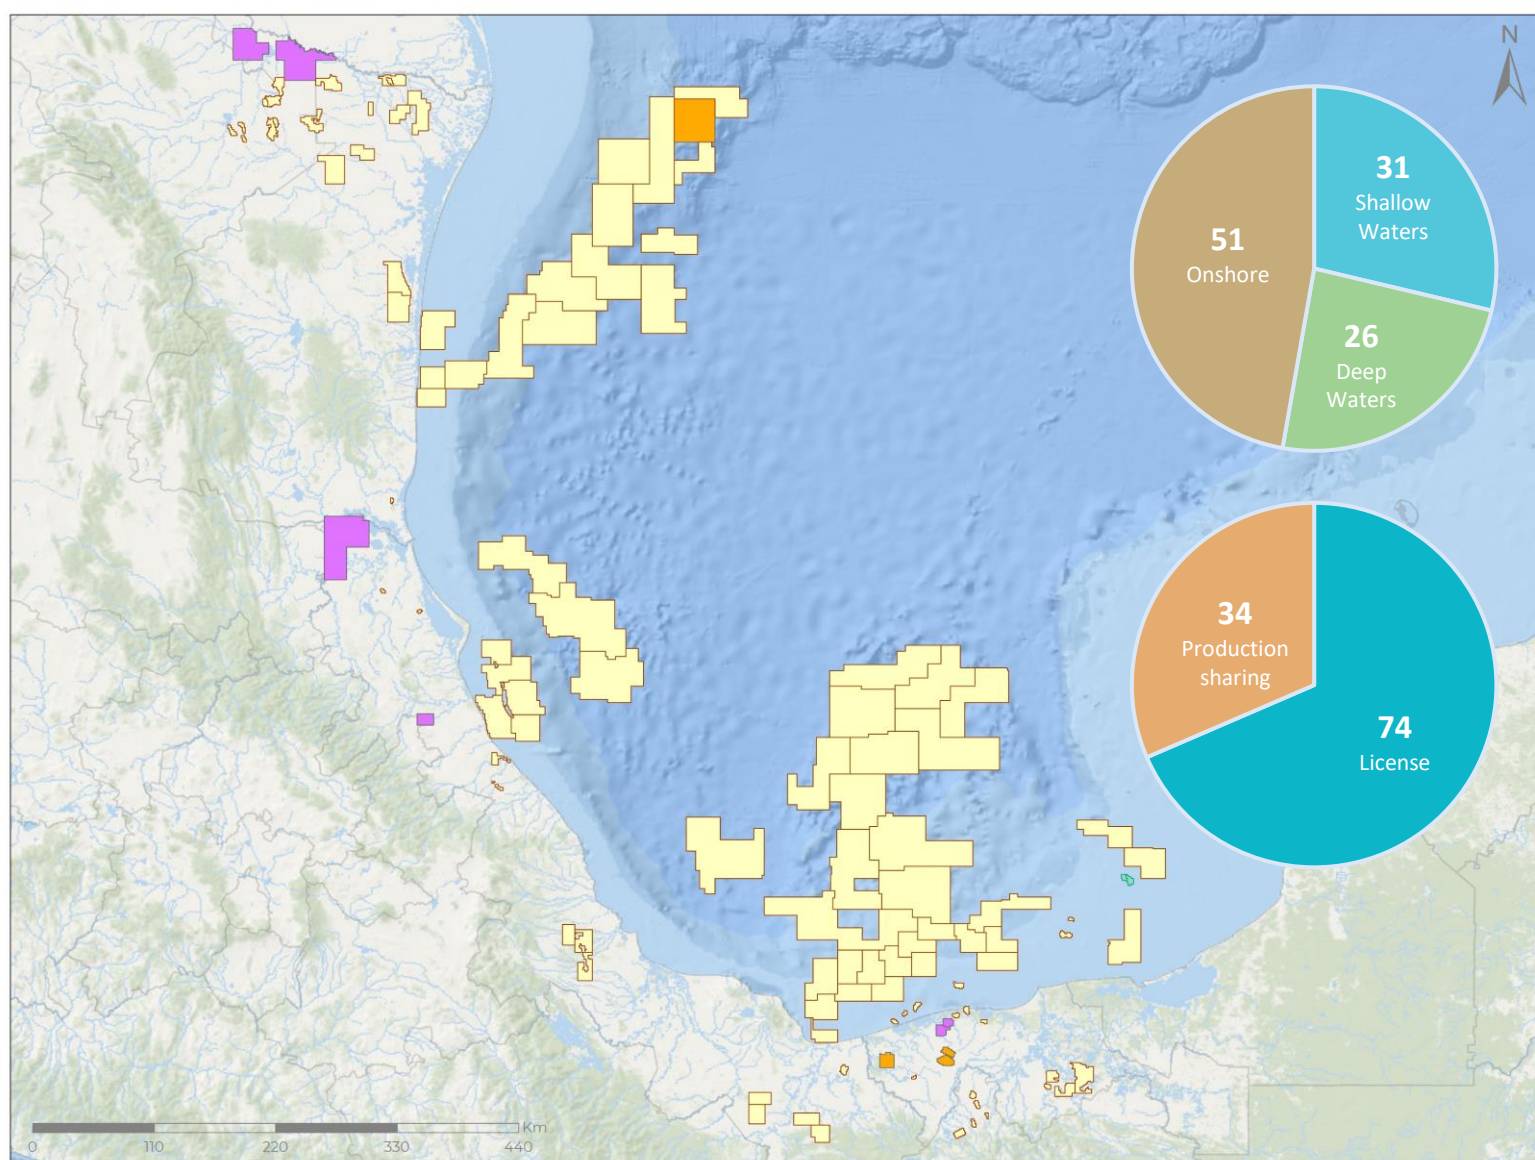 N
31
Shallow
Waters
51
Onshore
26
Deep
Waters
34
Production
sharing
74
License
Km
0 110 220 330 440